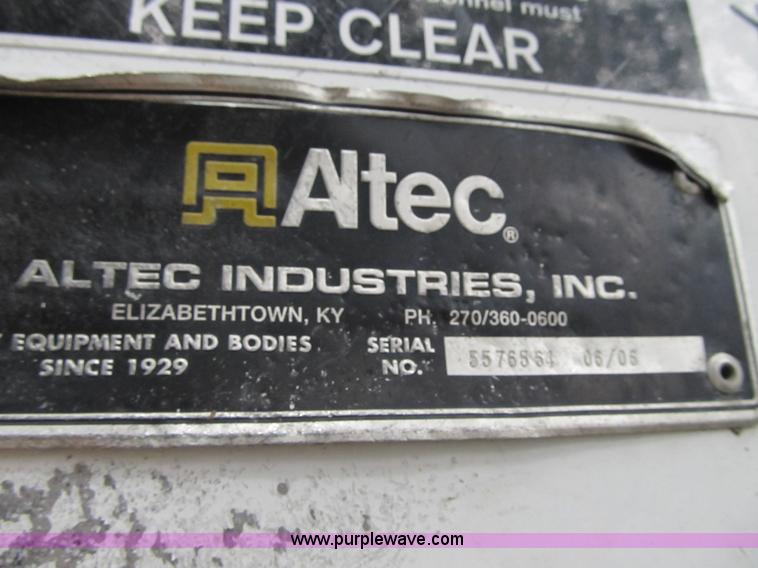 must
KEEP CLEAR
Altec®
ALTEC INDUSTRIES, INC.
ELIZABETHTOWN, KY PH. 270/360-0600
EQUIPMENT AND BODIES
SINCE 1929
SERIAL NO. 5576564 06/06
www.purplewave.com